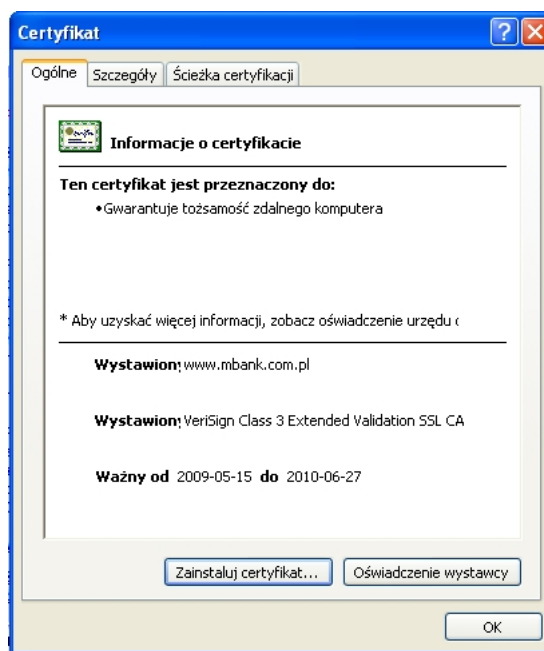 Certyfikat
Ogólne Szczegóły Ścieżka certyfikacji
Informacje o certyfikacie
Ten certyfikat jest przeznaczony do:
•Gwarantuje tożsamość zdalnego komputera
* Aby uzyskać więcej informacji, zobacz oświadczenie urzędu c
Wystawiony www.mbank.com.pl
Wystawiony VeriSign Class 3 Extended Validation SSL CA
Ważny od 2009-05-15 do 2010-06-27
Zainstaluj certyfikat... Oświadczenie wystawcy
OK